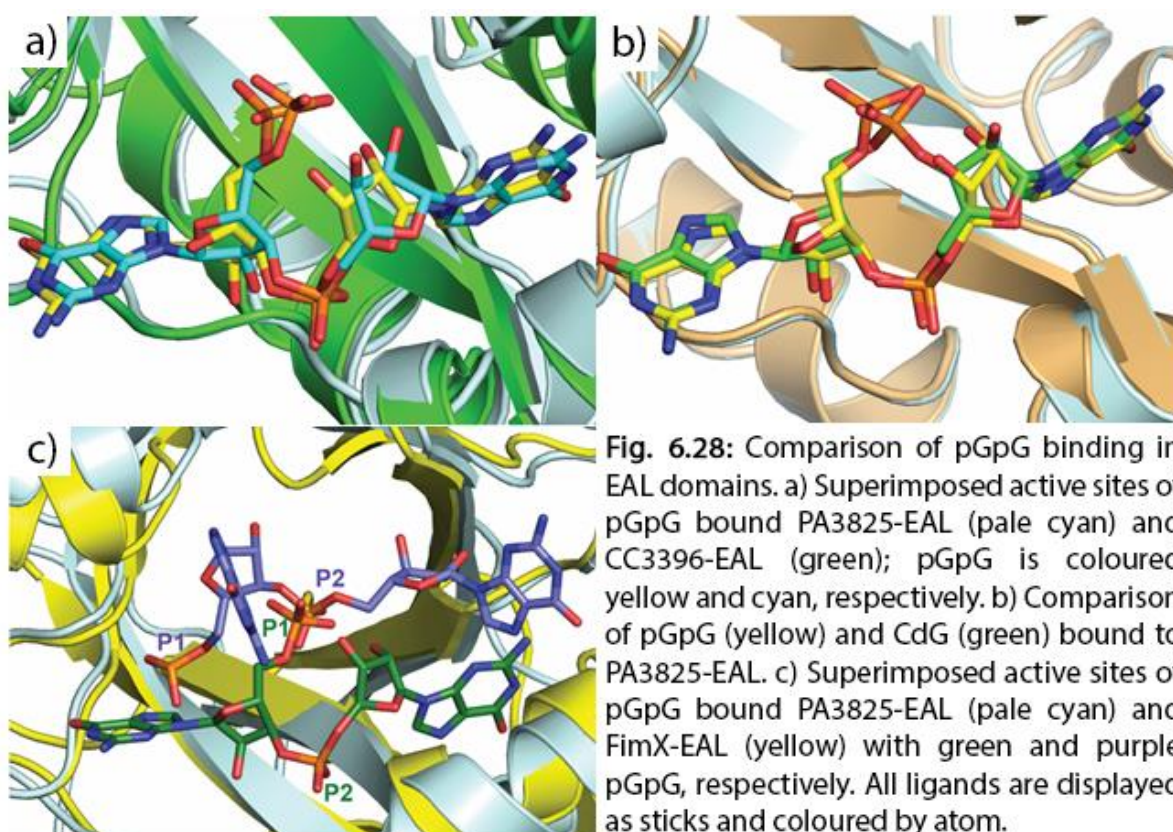 a)
b)
c)
P2
P1
P1
P2
Fig. 6.28: Comparison of pGpG binding in
EAL domains. a) Superimposed active sites of
pGpG bound PA3825-EAL (pale cyan) and
CC3396-EAL (green); pGpG is coloured
yellow and cyan, respectively. b) Comparison
of pGpG (yellow) and CdG (green) bound to
PA3825-EAL. c) Superimposed active sites of
pGpG bound PA3825-EAL (pale cyan) and
FimX-EAL (yellow) with green and purple
pGpG, respectively. All ligands are displayed
as sticks and coloured by atom.